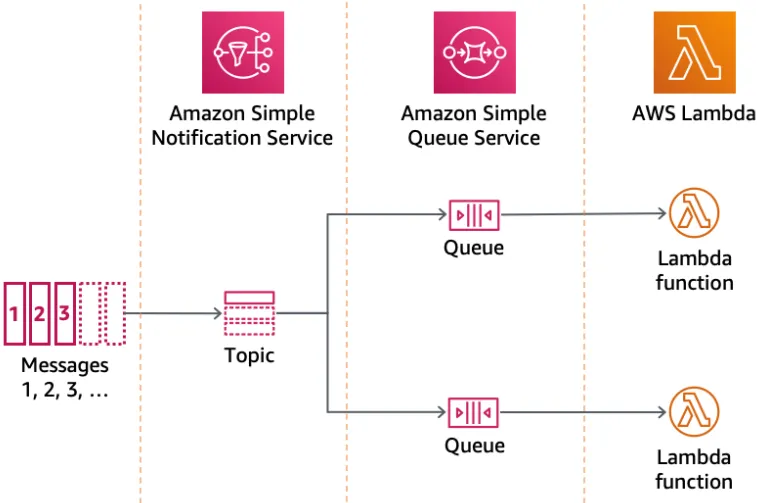 Amazon Simple
Notification Service
Amazon Simple
Queue Service
AWS Lambda
Queue
Lambda
function
1 2 3
Messages
1, 2, 3, ...
Topic
Queue
Lambda
function